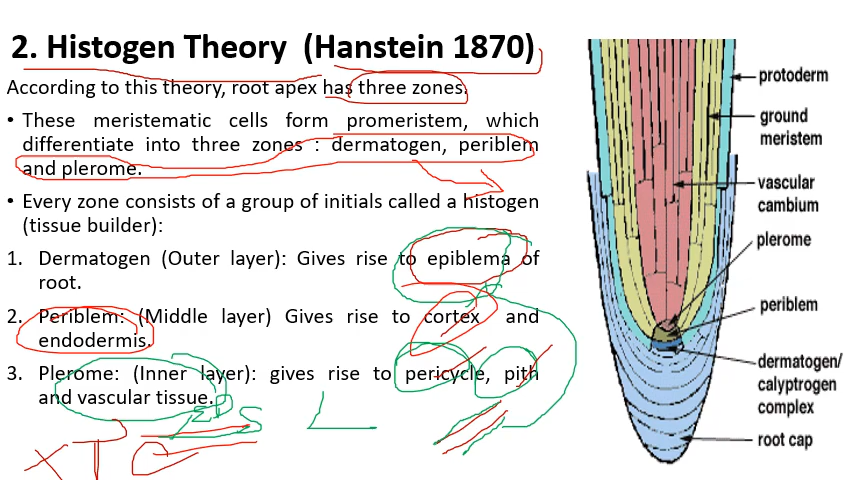 2. Histogen Theory (Hanstein 1870)
According to this theory, root apex has three zones.
• These meristematic cells form promeristem, which
differentiate into three zones : dermatogen, periblem
and plerome.
• Every zone consists of a group of initials called a histogen
(tissue builder):
1. Dermatogen (Outer layer): Gives rise to epiblema of
root.
2. Periblem: (Middle layer) Gives rise to cortex and
endodermis.
3. Plerome: (Inner layer): gives rise to pericycle, pith
and vascular tissue.
protoderm
ground
meristem
vascular
cambium
plerome
periblem
dermatogen/
calyptrogen
complex
root cap